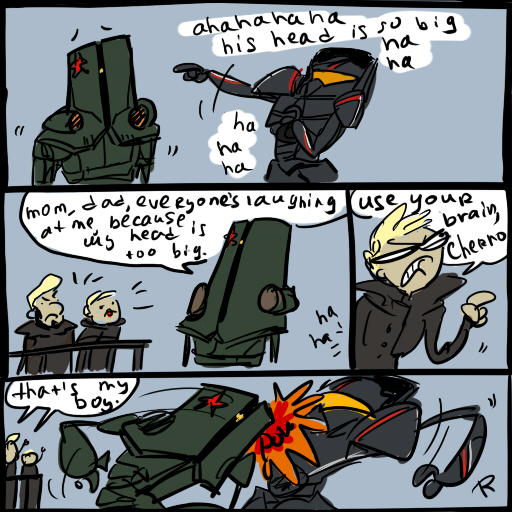 ahahahaha
his head is so big
ha
ha
ha
ha
ha
mom, dad, everyone's laughing
at me because
my head is
too big.
ha
ha
use your
brain,
cherno
that's my
boy.
pow
R